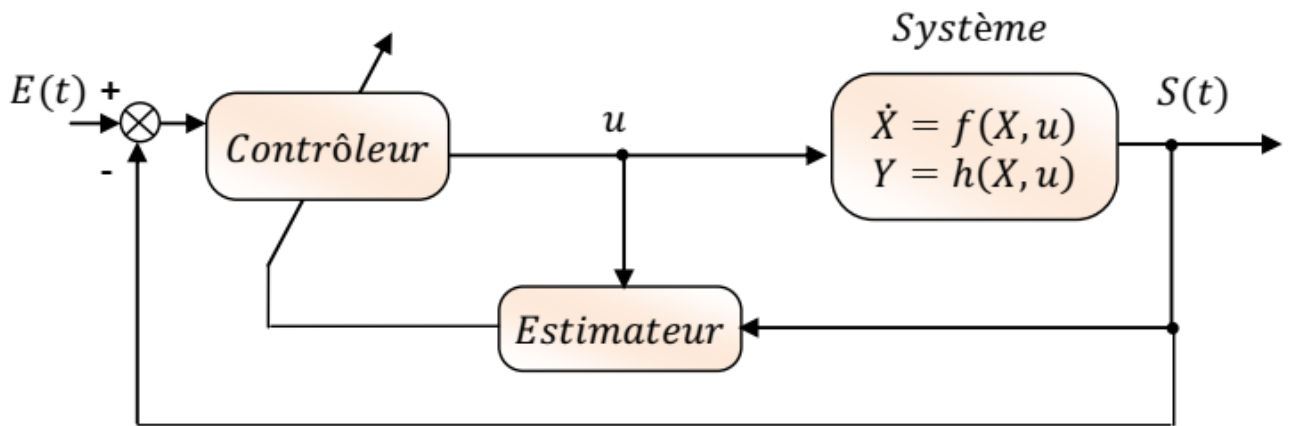 Système
E(t) +
-
Contrôleur
u
Ẋ = f(X, u)
Y = h(X, u)
S(t)
Estimateur